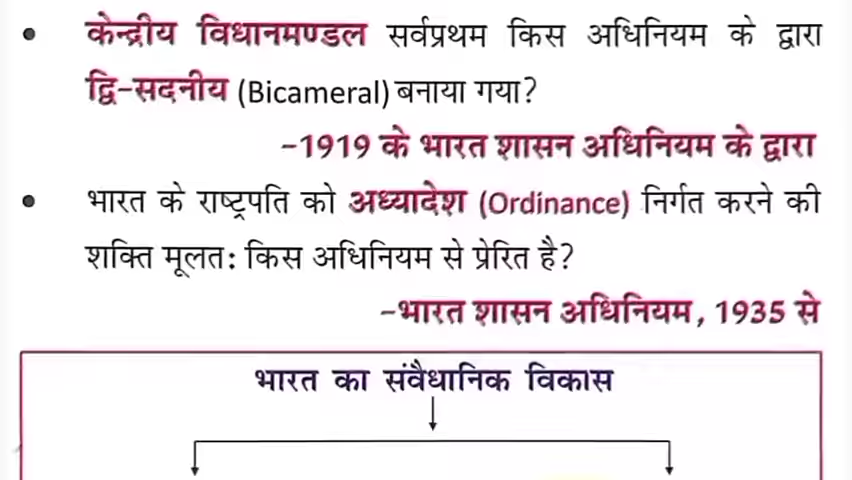 • केन्द्रीय विधानमण्डल सर्वप्रथम किस अधिनियम के द्वारा
द्वि-सदनीय (Bicameral) बनाया गया?
-1919 के भारत शासन अधिनियम के द्वारा
• भारत के राष्ट्रपति को अध्यादेश (Ordinance) निर्गत करने की
शक्ति मूलतः किस अधिनियम से प्रेरित है?
-भारत शासन अधिनियम, 1935 से
भारत का संवैधानिक विकास